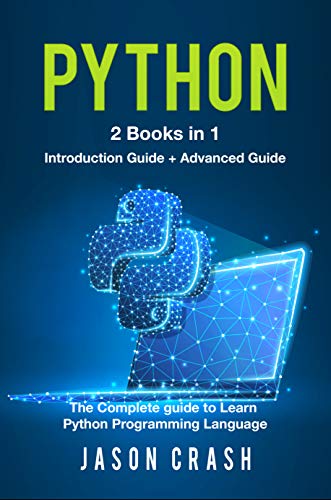 PYTHON
2 Books in 1
Introduction Guide + Advanced Guide
The Complete guide to Learn
Python Programming Language
JASON CRASH